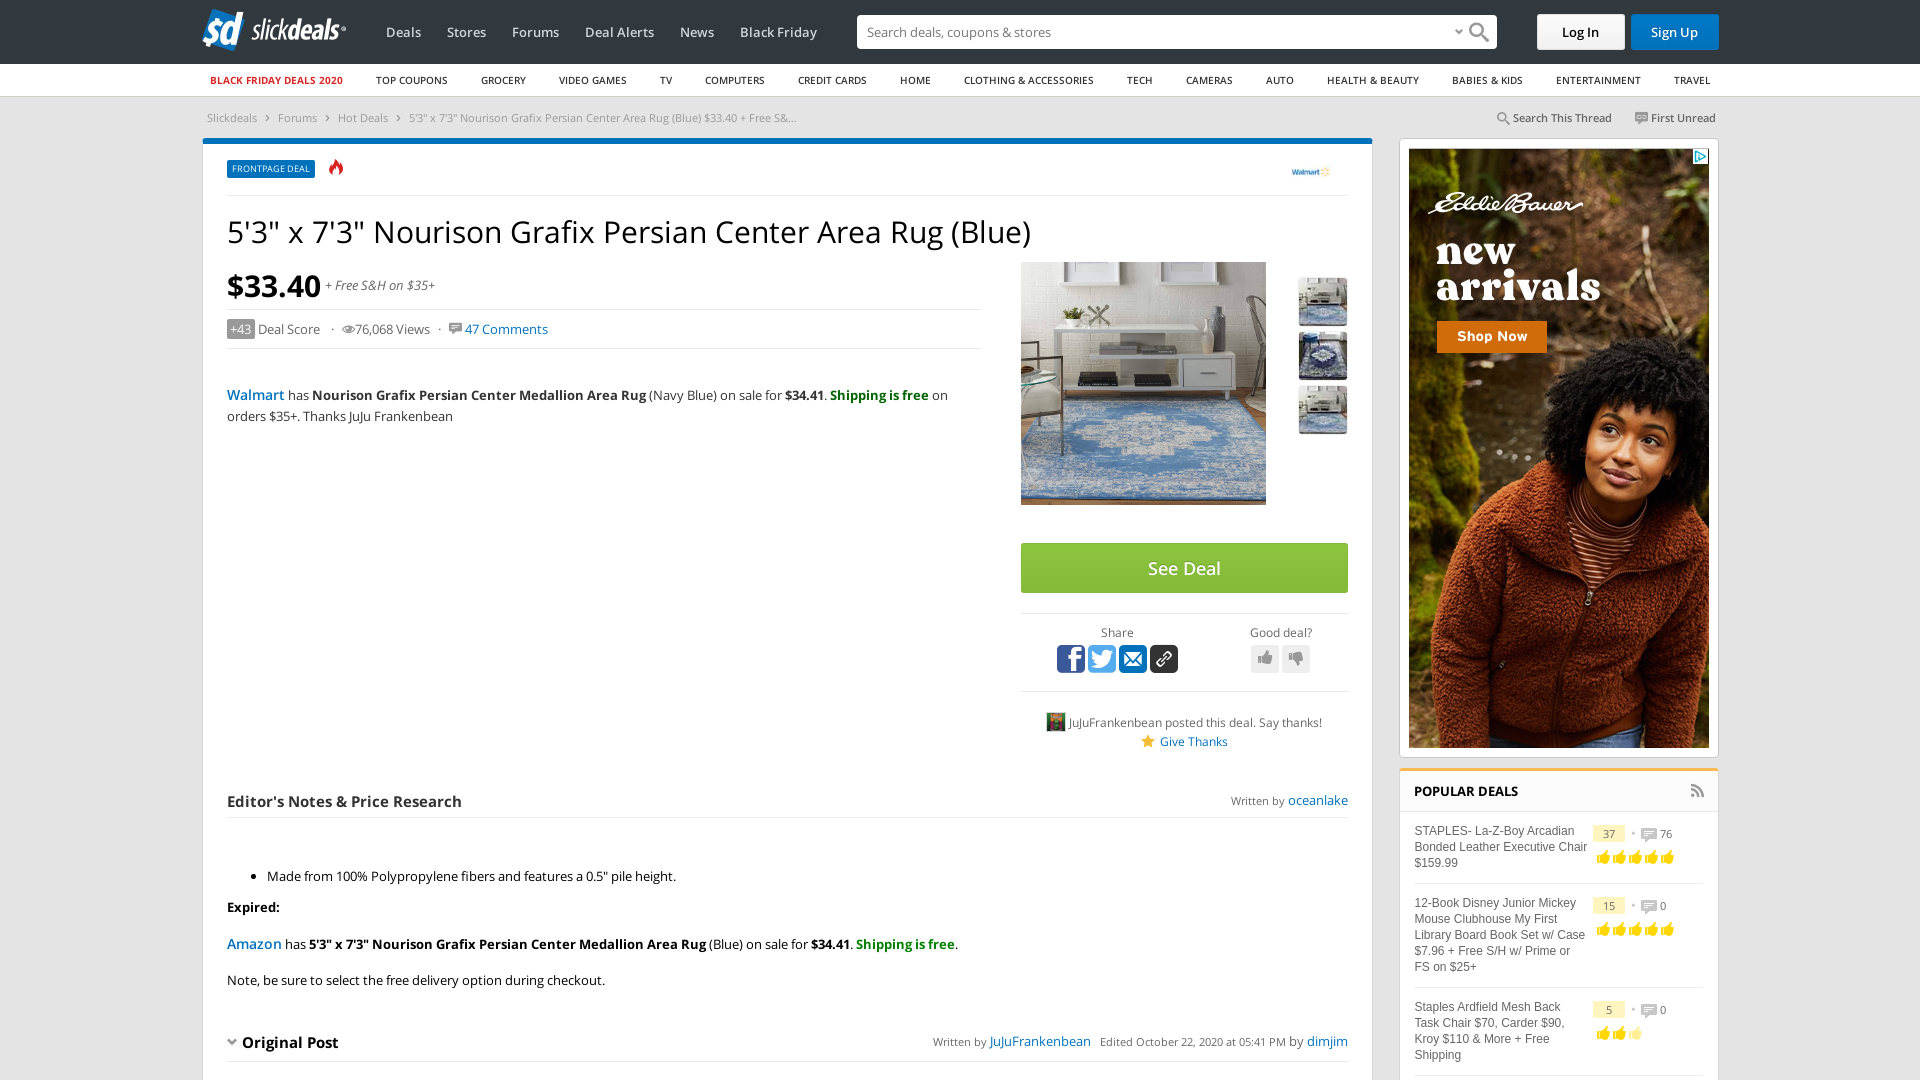 sd slickdeals
Deals Stores Forums Deal Alerts News Black Friday
Search deals, coupons & stores
Log In Sign Up
BLACK FRIDAY DEALS 2020 TOP COUPONS GROCERY VIDEO GAMES TV COMPUTERS CREDIT CARDS HOME CLOTHING & ACCESSORIES TECH CAMERAS AUTO HEALTH & BEAUTY BABIES & KIDS ENTERTAINMENT TRAVEL
Slickdeals › Forums › Hot Deals › 5'3" x 7'3" Nourison Grafix Persian Center Area Rug (Blue) $33.40 + Free S&...
Search This Thread First Unread
FRONTPAGE DEAL
Walmart
5'3" x 7'3" Nourison Grafix Persian Center Area Rug (Blue)
$33.40 + Free S&H on $35+
+43 Deal Score · 76,068 Views · 47 Comments
Walmart has Nourison Grafix Persian Center Medallion Area Rug (Navy Blue) on sale for $34.41. Shipping is free on
orders $35+. Thanks JuJu Frankenbean
See Deal
Share
Good deal?
JuJuFrankenbean posted this deal. Say thanks!
Give Thanks
Editor's Notes & Price Research
Written by oceanlake
• Made from 100% Polypropylene fibers and features a 0.5" pile height.
Expired:
Amazon has 5'3" x 7'3" Nourison Grafix Persian Center Medallion Area Rug (Blue) on sale for $34.41. Shipping is free.
Note, be sure to select the free delivery option during checkout.
Original Post
Written by JuJuFrankenbean Edited October 22, 2020 at 05:41 PM by dimjim
Eddie Bauer
new
arrivals
Shop Now
POPULAR DEALS
STAPLES- La-Z-Boy Arcadian
Bonded Leather Executive Chair
$159.99
37 • 76
12-Book Disney Junior Mickey
Mouse Clubhouse My First
Library Board Book Set w/ Case
$7.96 + Free S/H w/ Prime or
FS on $25+
15 • 0
Staples Ardfield Mesh Back
Task Chair $70, Carder $90,
Kroy $110 & More + Free
Shipping
5 • 0